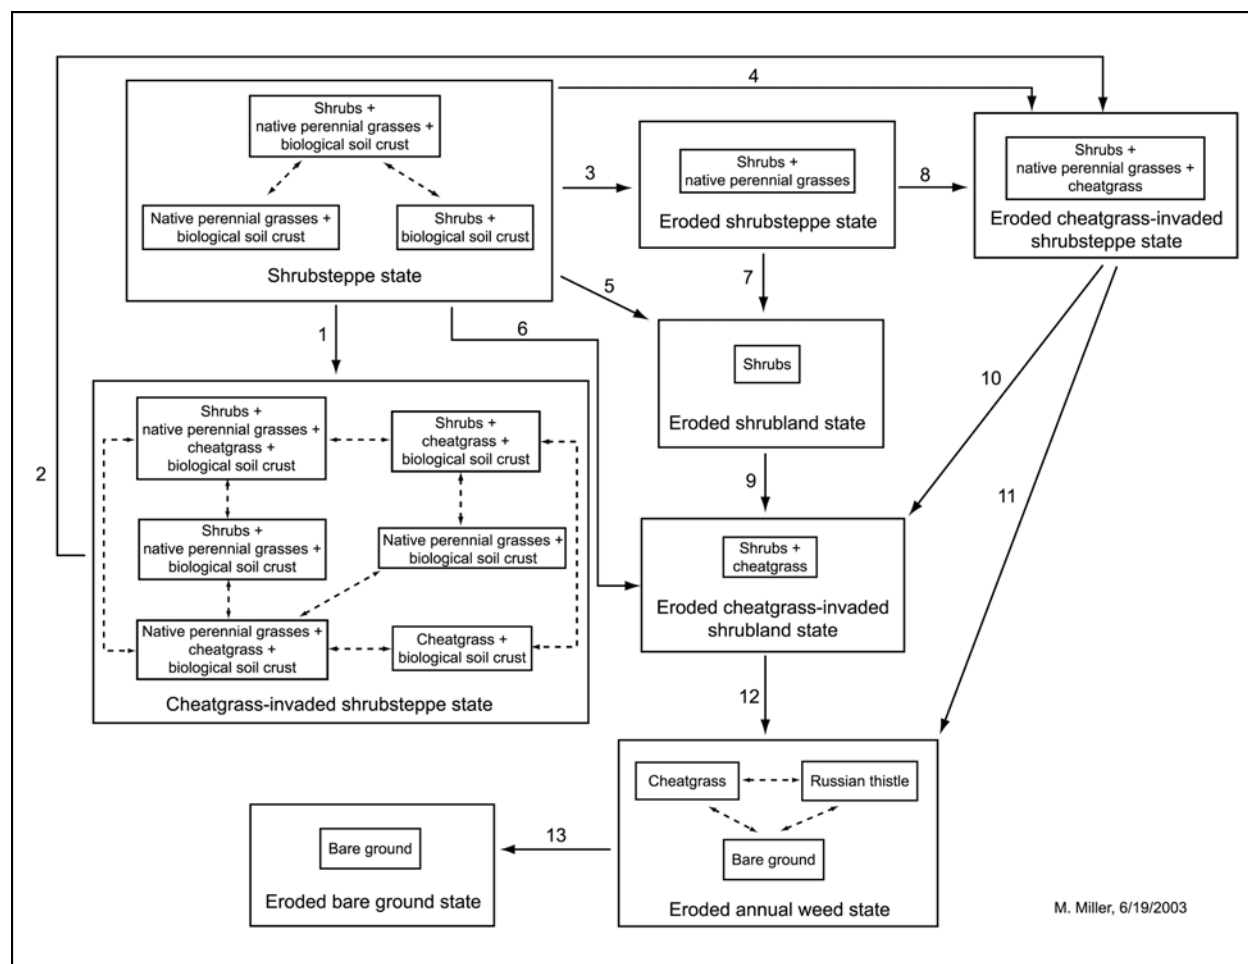 4
Shrubs +
native perennial grasses +
biological soil crust
Native perennial grasses +
biological soil crust
Shrubs +
biological soil crust
Shrubsteppe state
3
Shrubs +
native perennial grasses
Eroded shrubsteppe state
8
Shrubs +
native perennial grasses +
cheatgrass
Eroded cheatgrass-invaded
shrubsteppe state
5
7
1
6
Shrubs
Eroded shrubland state
10
2
Shrubs +
native perennial grasses +
cheatgrass +
biological soil crust
Shrubs +
cheatgrass +
biological soil crust
Shrubs +
native perennial grasses +
biological soil crust
Native perennial grasses +
biological soil crust
Native perennial grasses +
cheatgrass +
biological soil crust
Cheatgrass +
biological soil crust
Cheatgrass-invaded shrubsteppe state
9
11
Shrubs +
cheatgrass
Eroded cheatgrass-invaded
shrubland state
12
Cheatgrass
Russian thistle
Bare ground
Eroded annual weed state
13
Bare ground
Eroded bare ground state
M. Miller, 6/19/2003